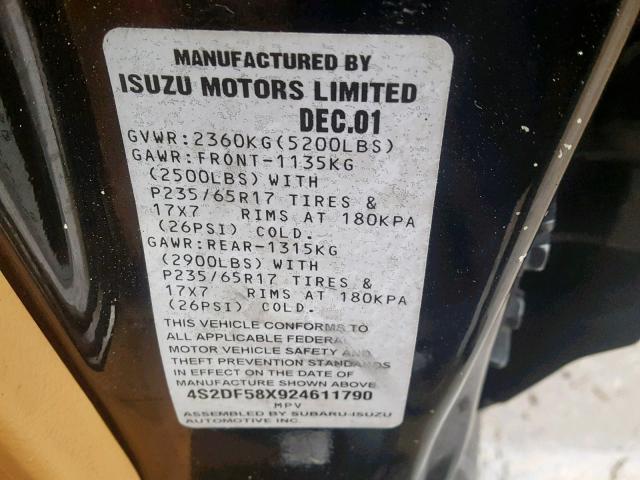 MANUFACTURED BY
ISUZU MOTORS LIMITED
DEC.01
GVWR:2360KG(5200LBS)
GAWR:FRONT-1135KG
(2500LBS) WITH
P235/65R17 TIRES &
17X7 RIMS AT 180KPA
(26PSI) COLD.
GAWR:REAR-1315KG
(2900LBS) WITH
P235/65R17 TIRES &
17X7 RIMS AT 180KPA
(26PSI) COLD.
THIS VEHICLE CONFORMS TO
ALL APPLICABLE FEDERAL
MOTOR VEHICLE SAFETY AND
THEFT PREVENTION STANDARDS
IN EFFECT ON THE DATE OF
MANUFACTURE SHOWN ABOVE
4S2DF58X924611790
MPV
ASSEMBLED BY SUBARU-ISUZU
AUTOMOTIVE INC.